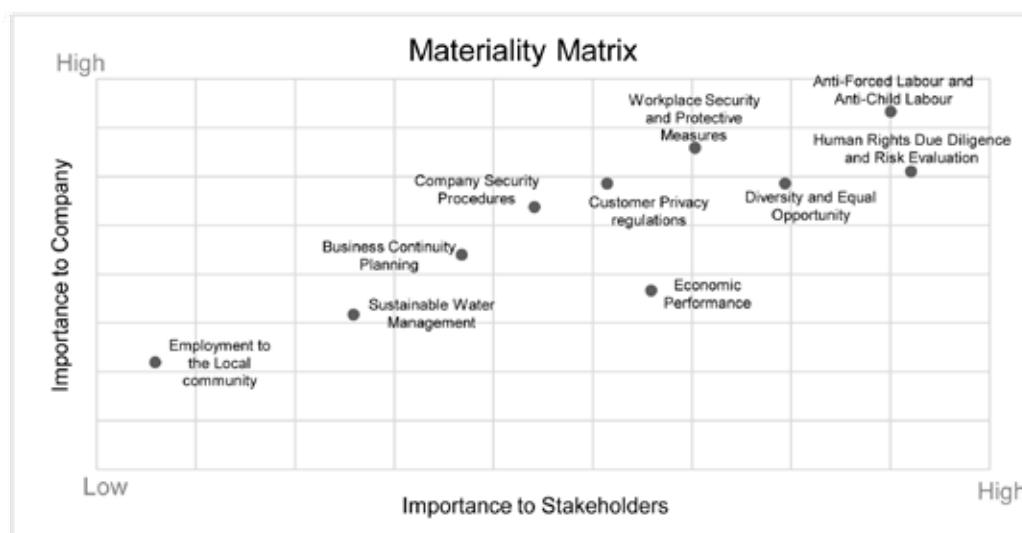 Materiality Matrix
High
Anti-Forced Labour and
Anti-Child Labour
Workplace Security
and Protective
Measures
Human Rights Due Diligence
and Risk Evaluation
Company Security
Procedures
Customer Privacy
regulations
Diversity and Equal
Opportunity
Business Continuity
Planning
Economic
Performance
Sustainable Water
Management
Employment to
the Local
community
Importance to Company
Low
Importance to Stakeholders
High